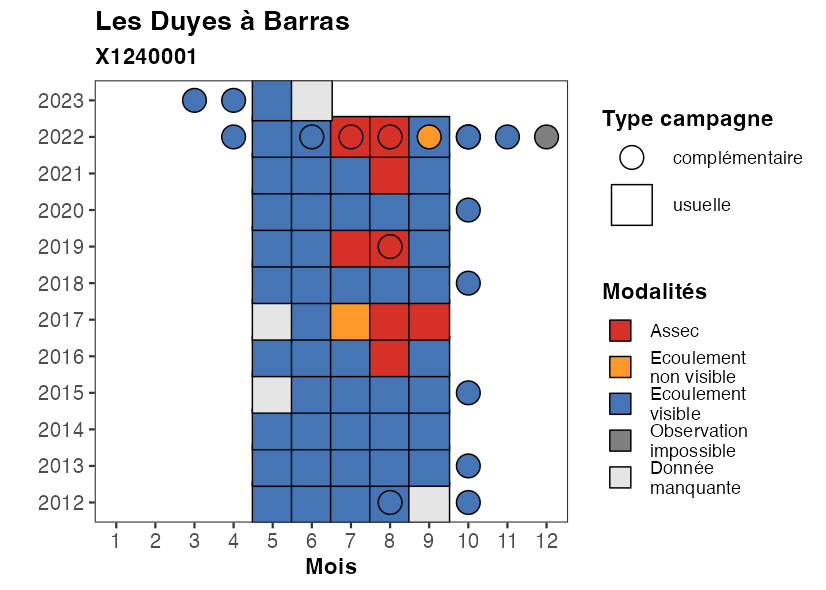 Les Duyes à Barras
X1240001
2023
2022
2021
2020
2019
2018
2017
2016
2015
2014
2013
2012
1 2 3 4 5 6 7 8 9 10 11 12
Mois
Type campagne
complémentaire
usuelle
Modalités
Assec
Ecoulement
non visible
Ecoulement
visible
Observation
impossible
Donnée
manquante